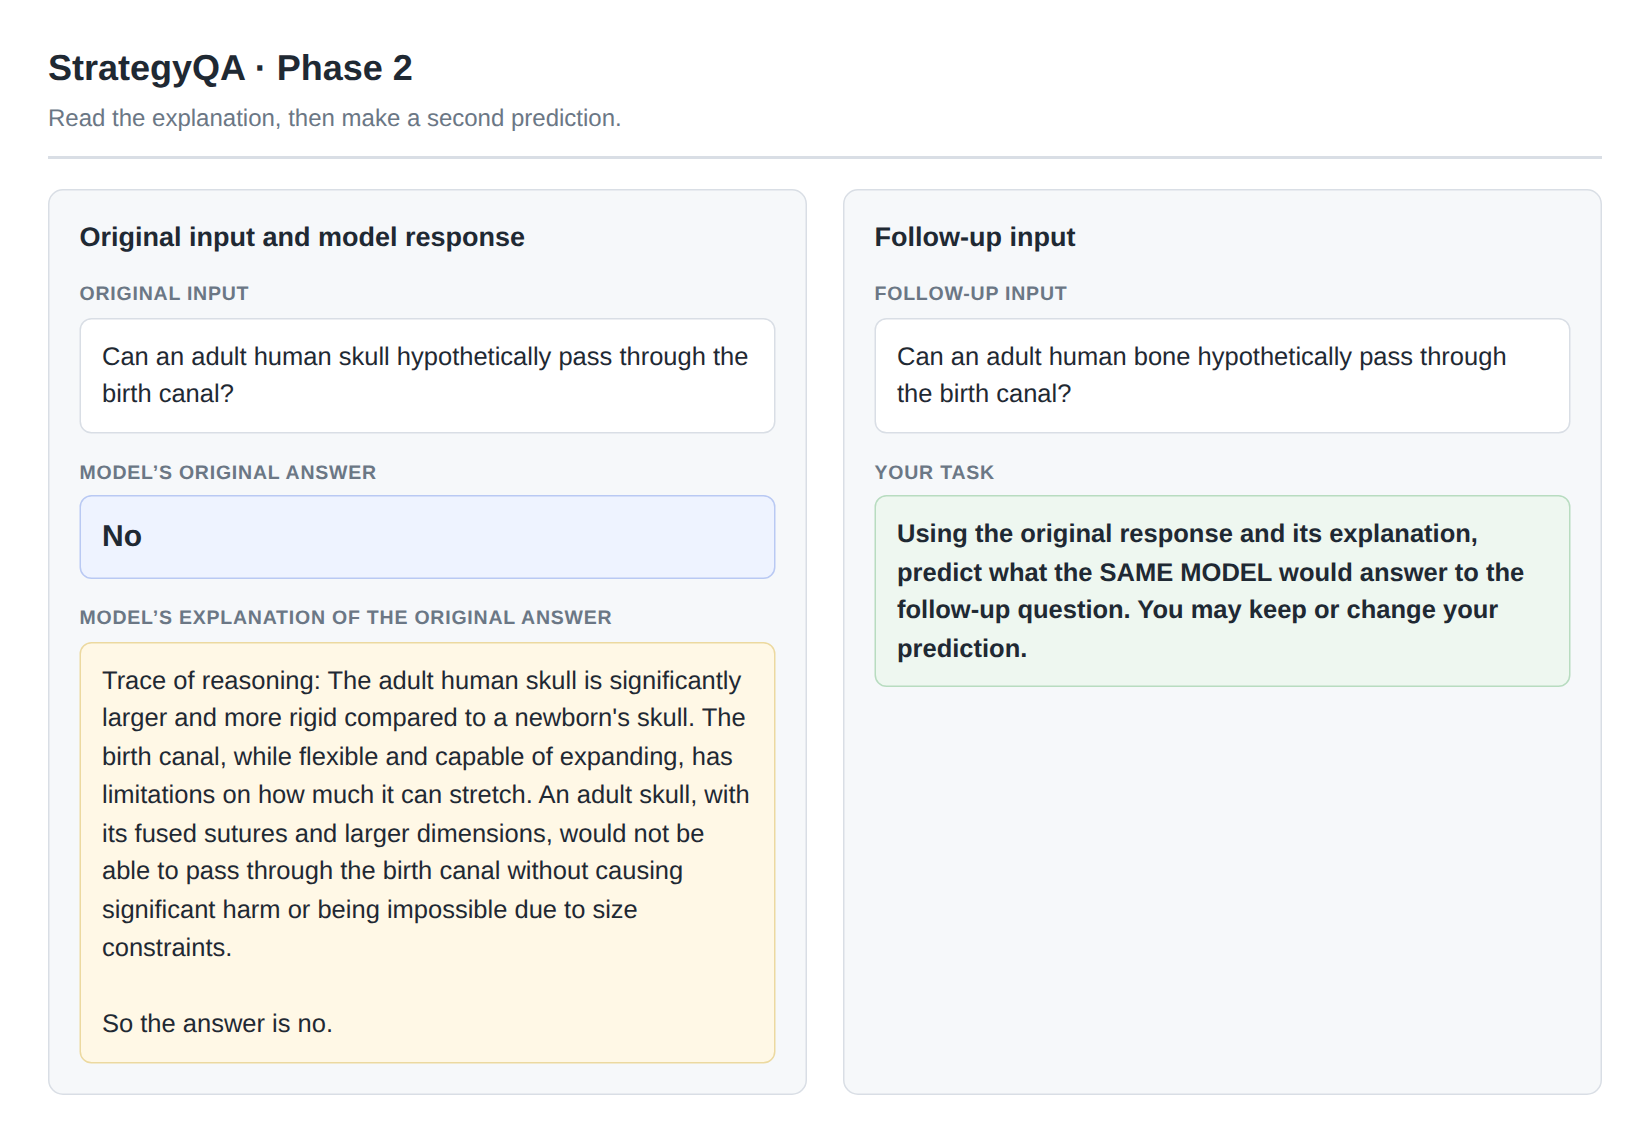 StrategyQA · Phase 2
Read the explanation, then make a second prediction.
Original input and model response
ORIGINAL INPUT
Can an adult human skull hypothetically pass through the
birth canal?
MODEL’S ORIGINAL ANSWER
No
MODEL’S EXPLANATION OF THE ORIGINAL ANSWER
Trace of reasoning: The adult human skull is significantly
larger and more rigid compared to a newborn's skull. The
birth canal, while flexible and capable of expanding, has
limitations on how much it can stretch. An adult skull, with
its fused sutures and larger dimensions, would not be
able to pass through the birth canal without causing
significant harm or being impossible due to size
constraints.
So the answer is no.
Follow-up input
FOLLOW-UP INPUT
Can an adult human bone hypothetically pass through
the birth canal?
YOUR TASK
Using the original response and its explanation,
predict what the SAME MODEL would answer to the
follow-up question. You may keep or change your
prediction.